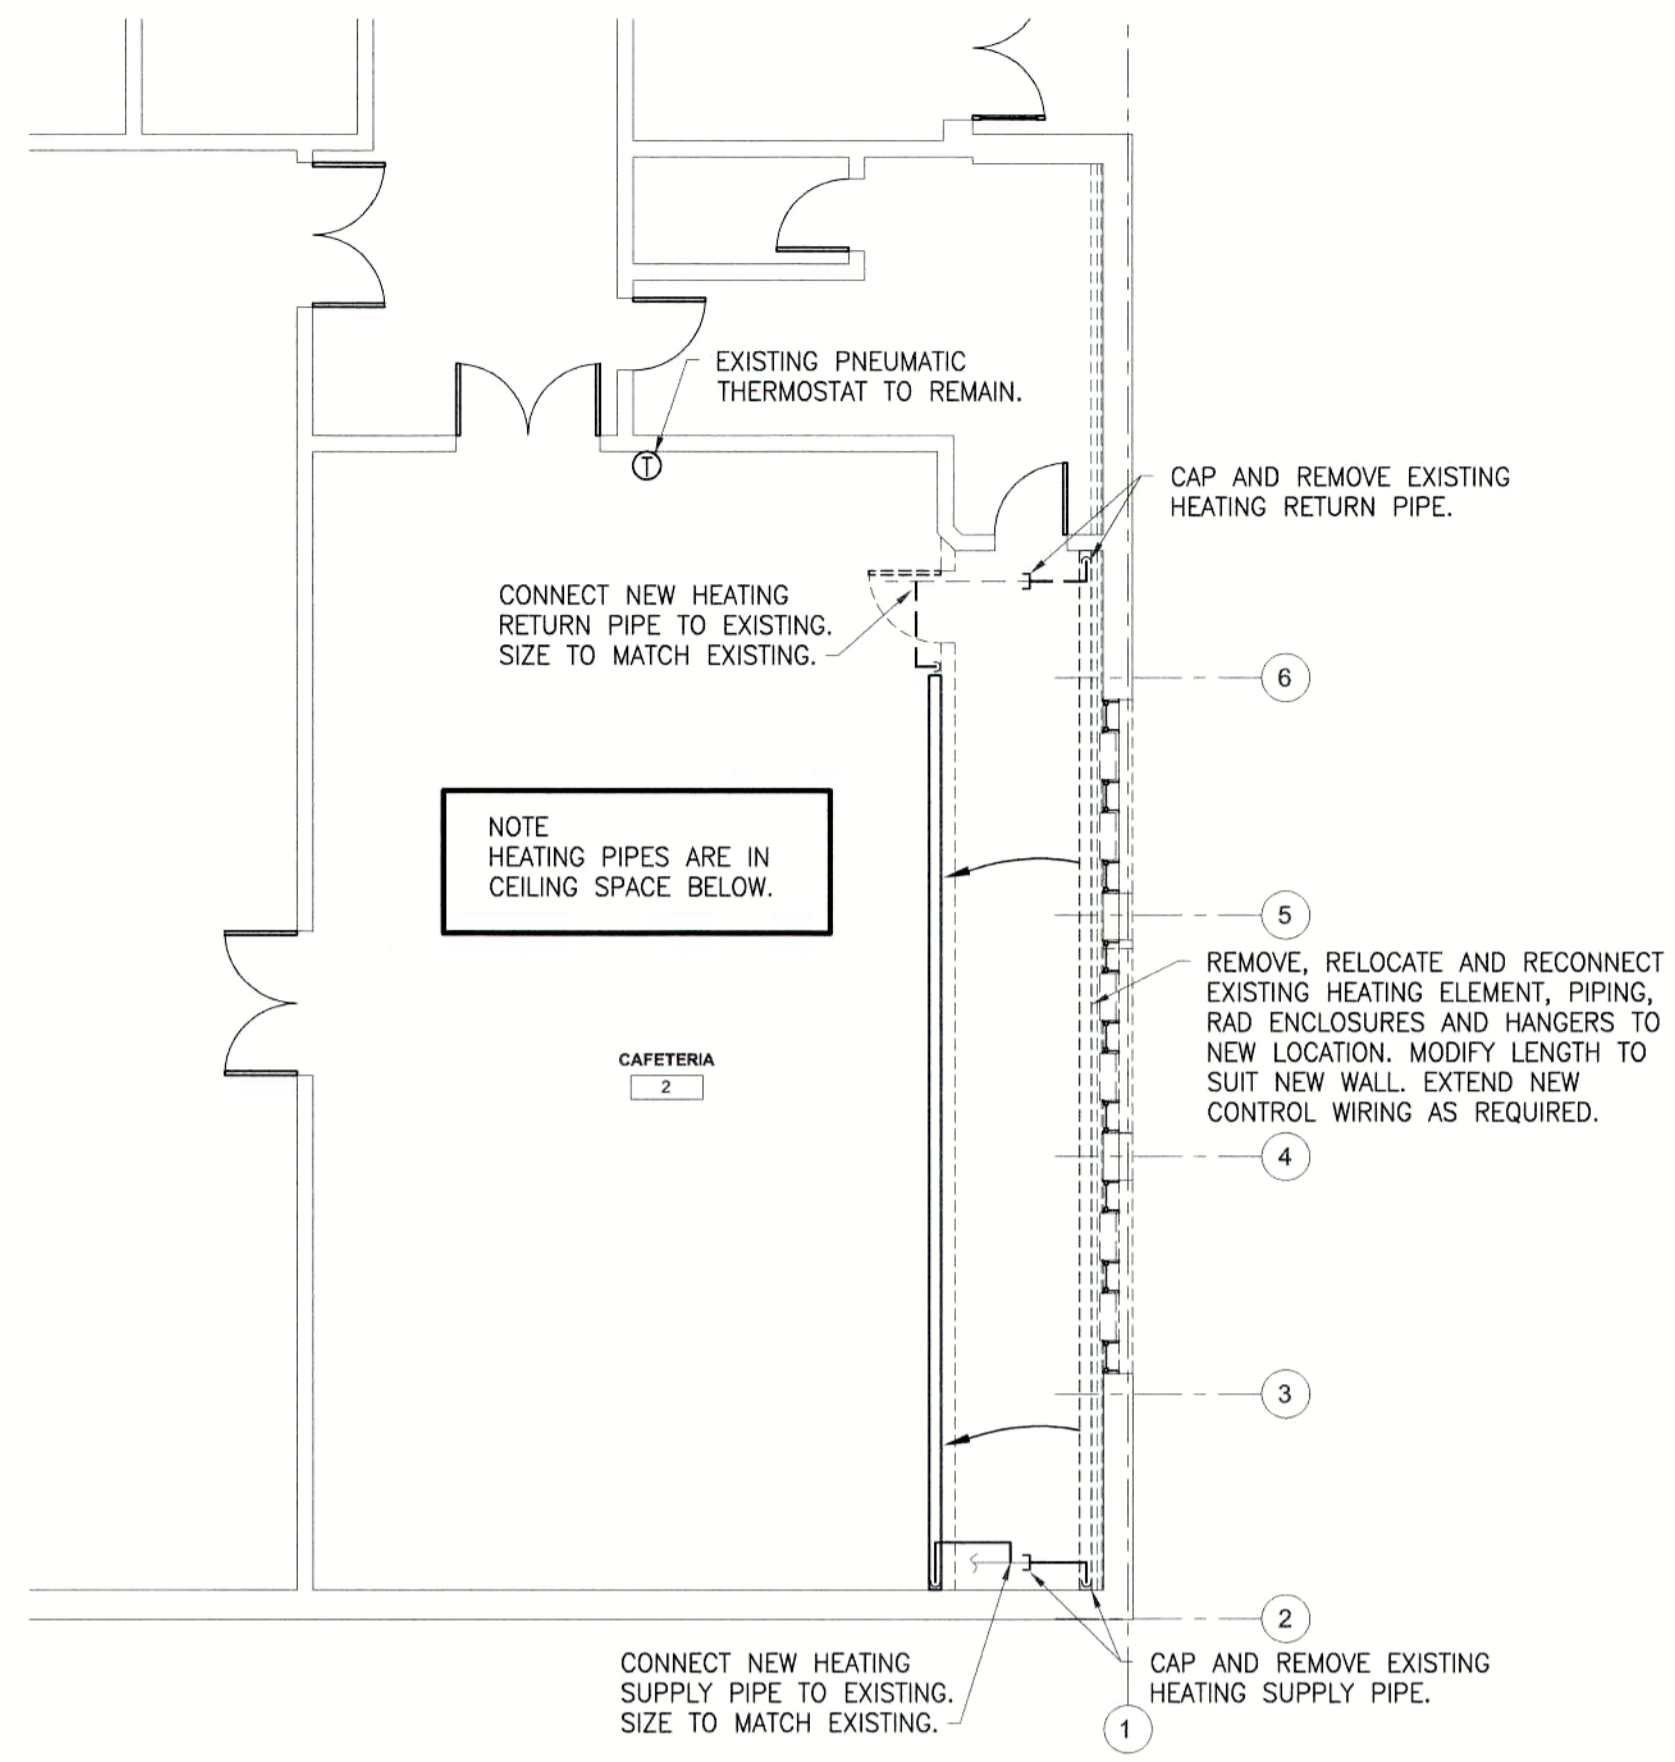 EXISTING PNEUMATIC
THERMOSTAT TO REMAIN.
T
CAP AND REMOVE EXISTING
HEATING RETURN PIPE.
CONNECT NEW HEATING
RETURN PIPE TO EXISTING.
SIZE TO MATCH EXISTING.
6
NOTE
HEATING PIPES ARE IN
CEILING SPACE BELOW.
5
REMOVE, RELOCATE AND RECONNECT
EXISTING HEATING ELEMENT, PIPING,
RAD ENCLOSURES AND HANGERS TO
NEW LOCATION. MODIFY LENGTH TO
SUIT NEW WALL. EXTEND NEW
CONTROL WIRING AS REQUIRED.
CAFETERIA
2
4
3
2
CONNECT NEW HEATING
SUPPLY PIPE TO EXISTING.
SIZE TO MATCH EXISTING.
CAP AND REMOVE EXISTING
HEATING SUPPLY PIPE.
1